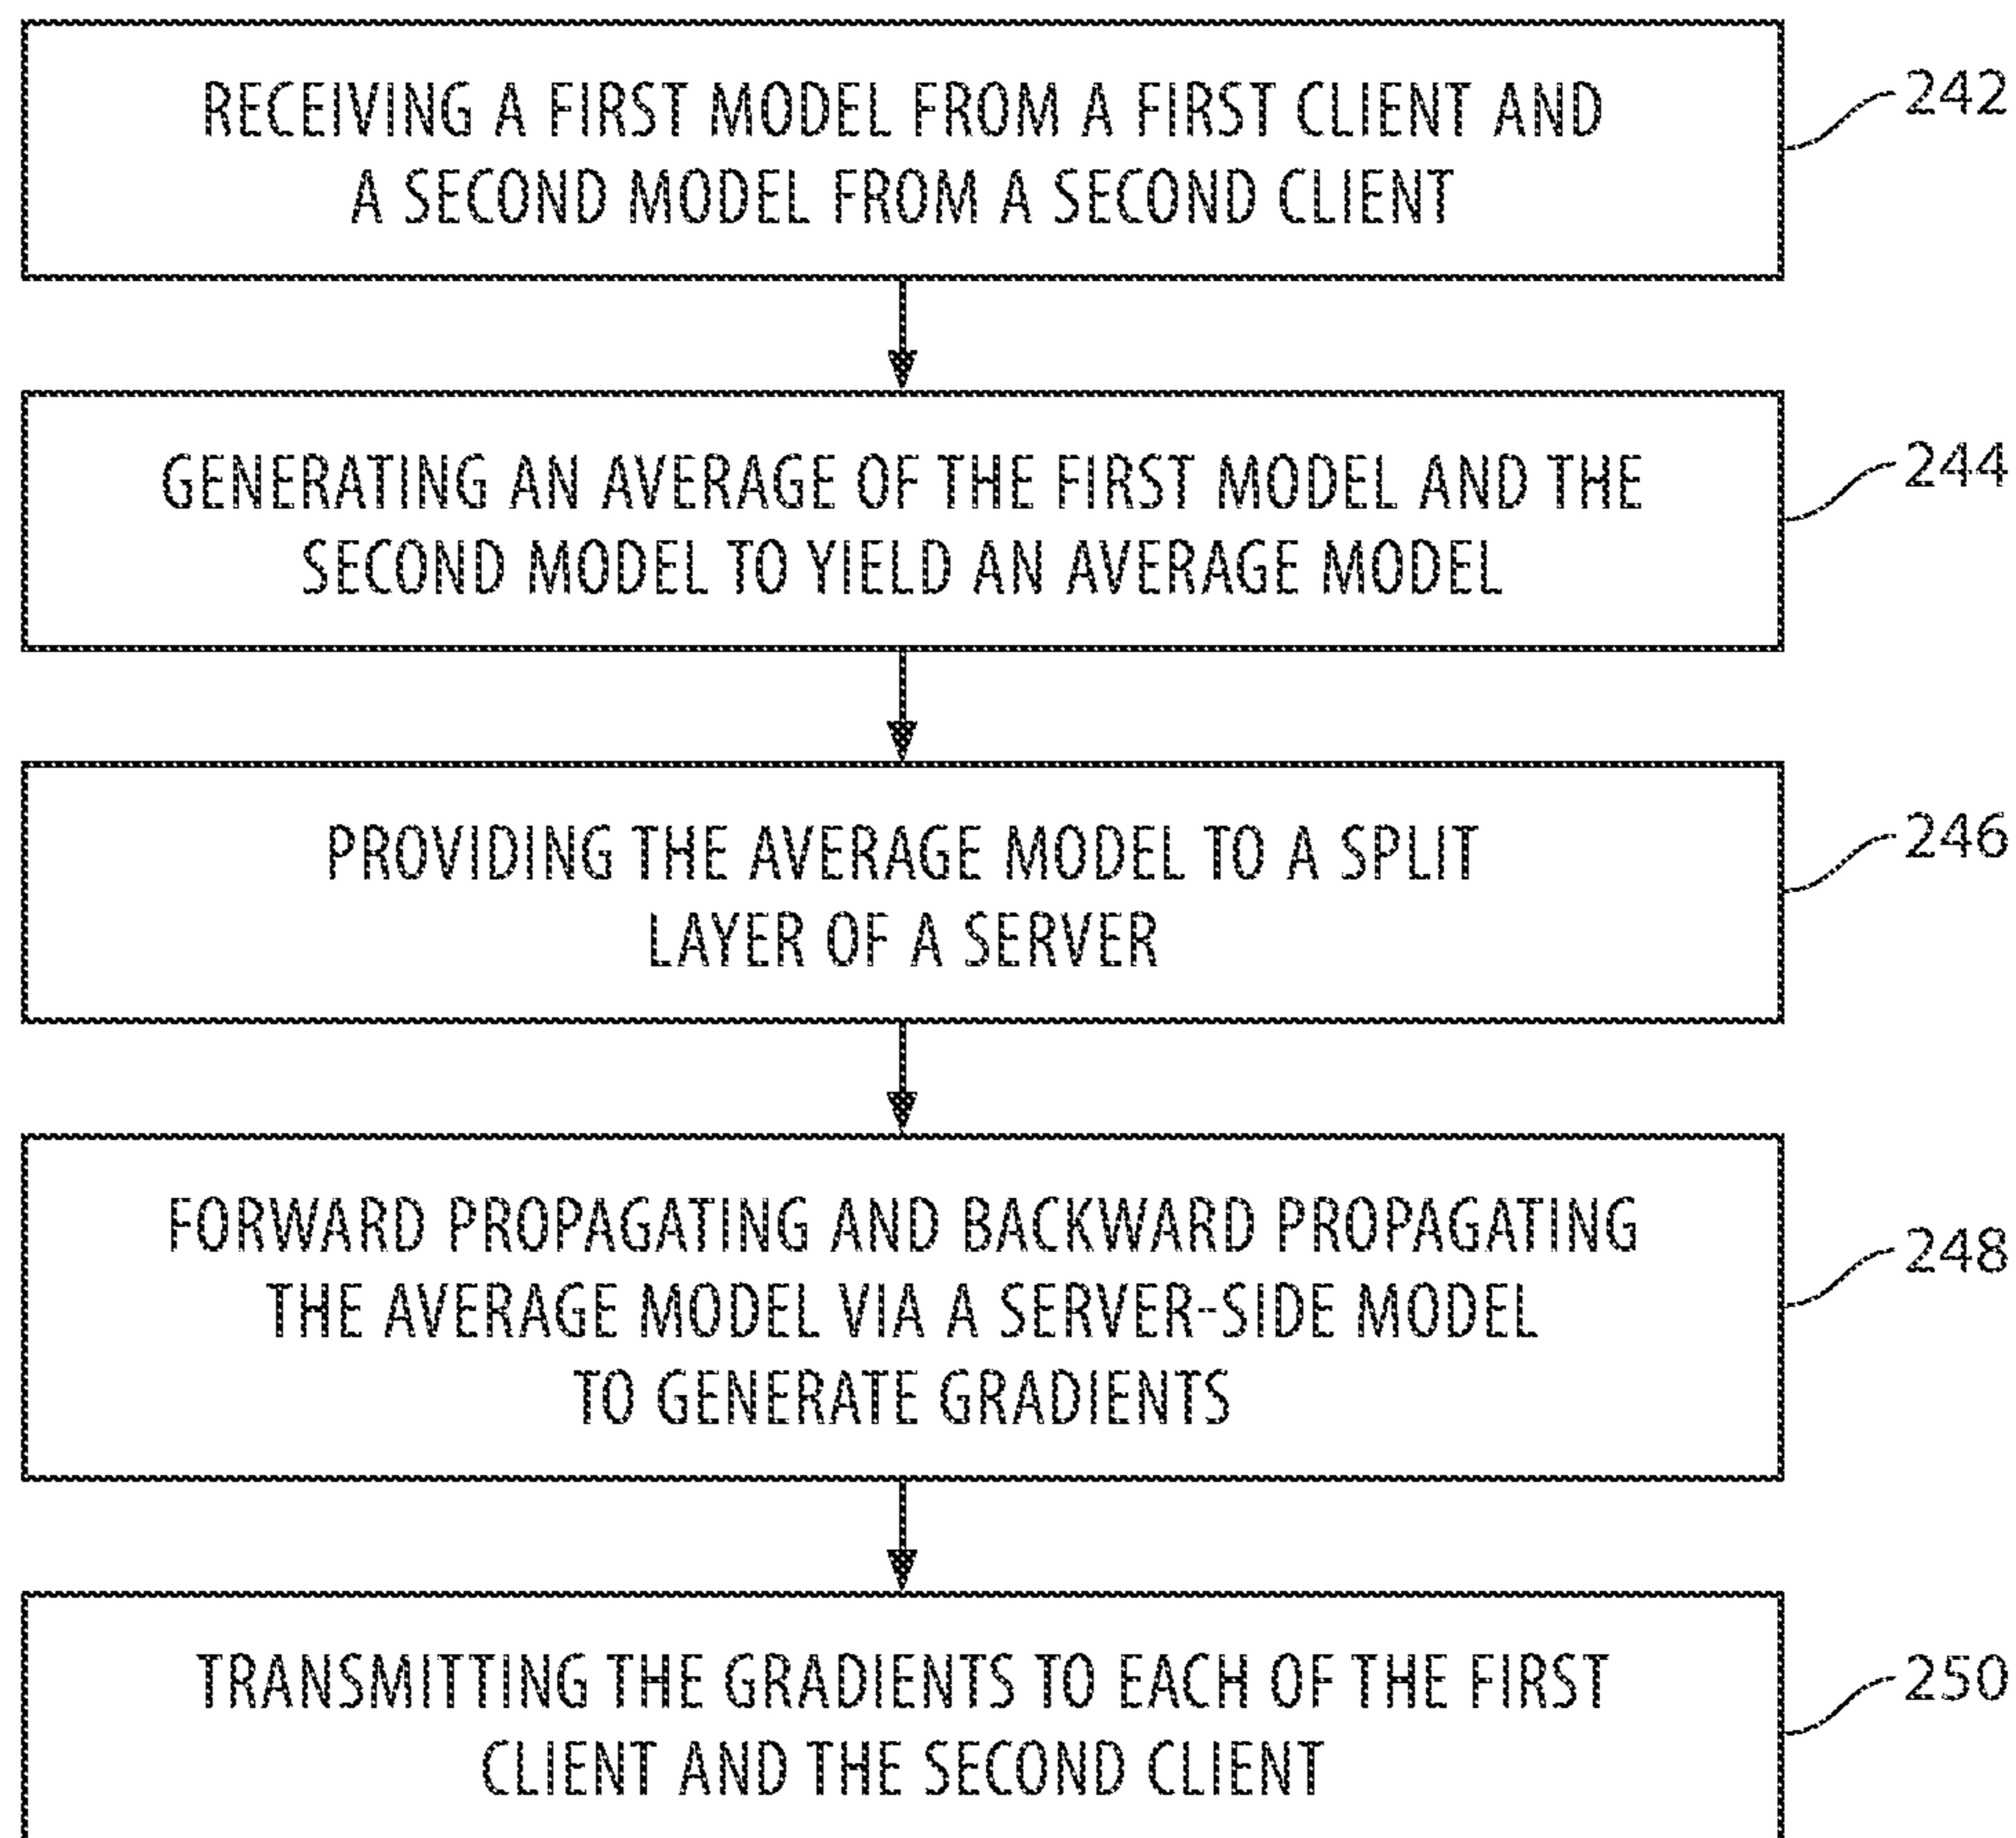 RECEIVING A FIRST MODEL FROM A FIRST CLIENT AND
A SECOND MODEL FROM A SECOND CLIENT
242
GENERATING AN AVERAGE OF THE FIRST MODEL AND THE
SECOND MODEL TO YIELD AN AVERAGE MODEL
244
PROVIDING THE AVERAGE MODEL TO A SPLIT
LAYER OF A SERVER
246
FORWARD PROPAGATING AND BACKWARD PROPAGATING
THE AVERAGE MODEL VIA A SERVER-SIDE MODEL
TO GENERATE GRADIENTS
248
TRANSMITTING THE GRADIENTS TO EACH OF THE FIRST
CLIENT AND THE SECOND CLIENT
250